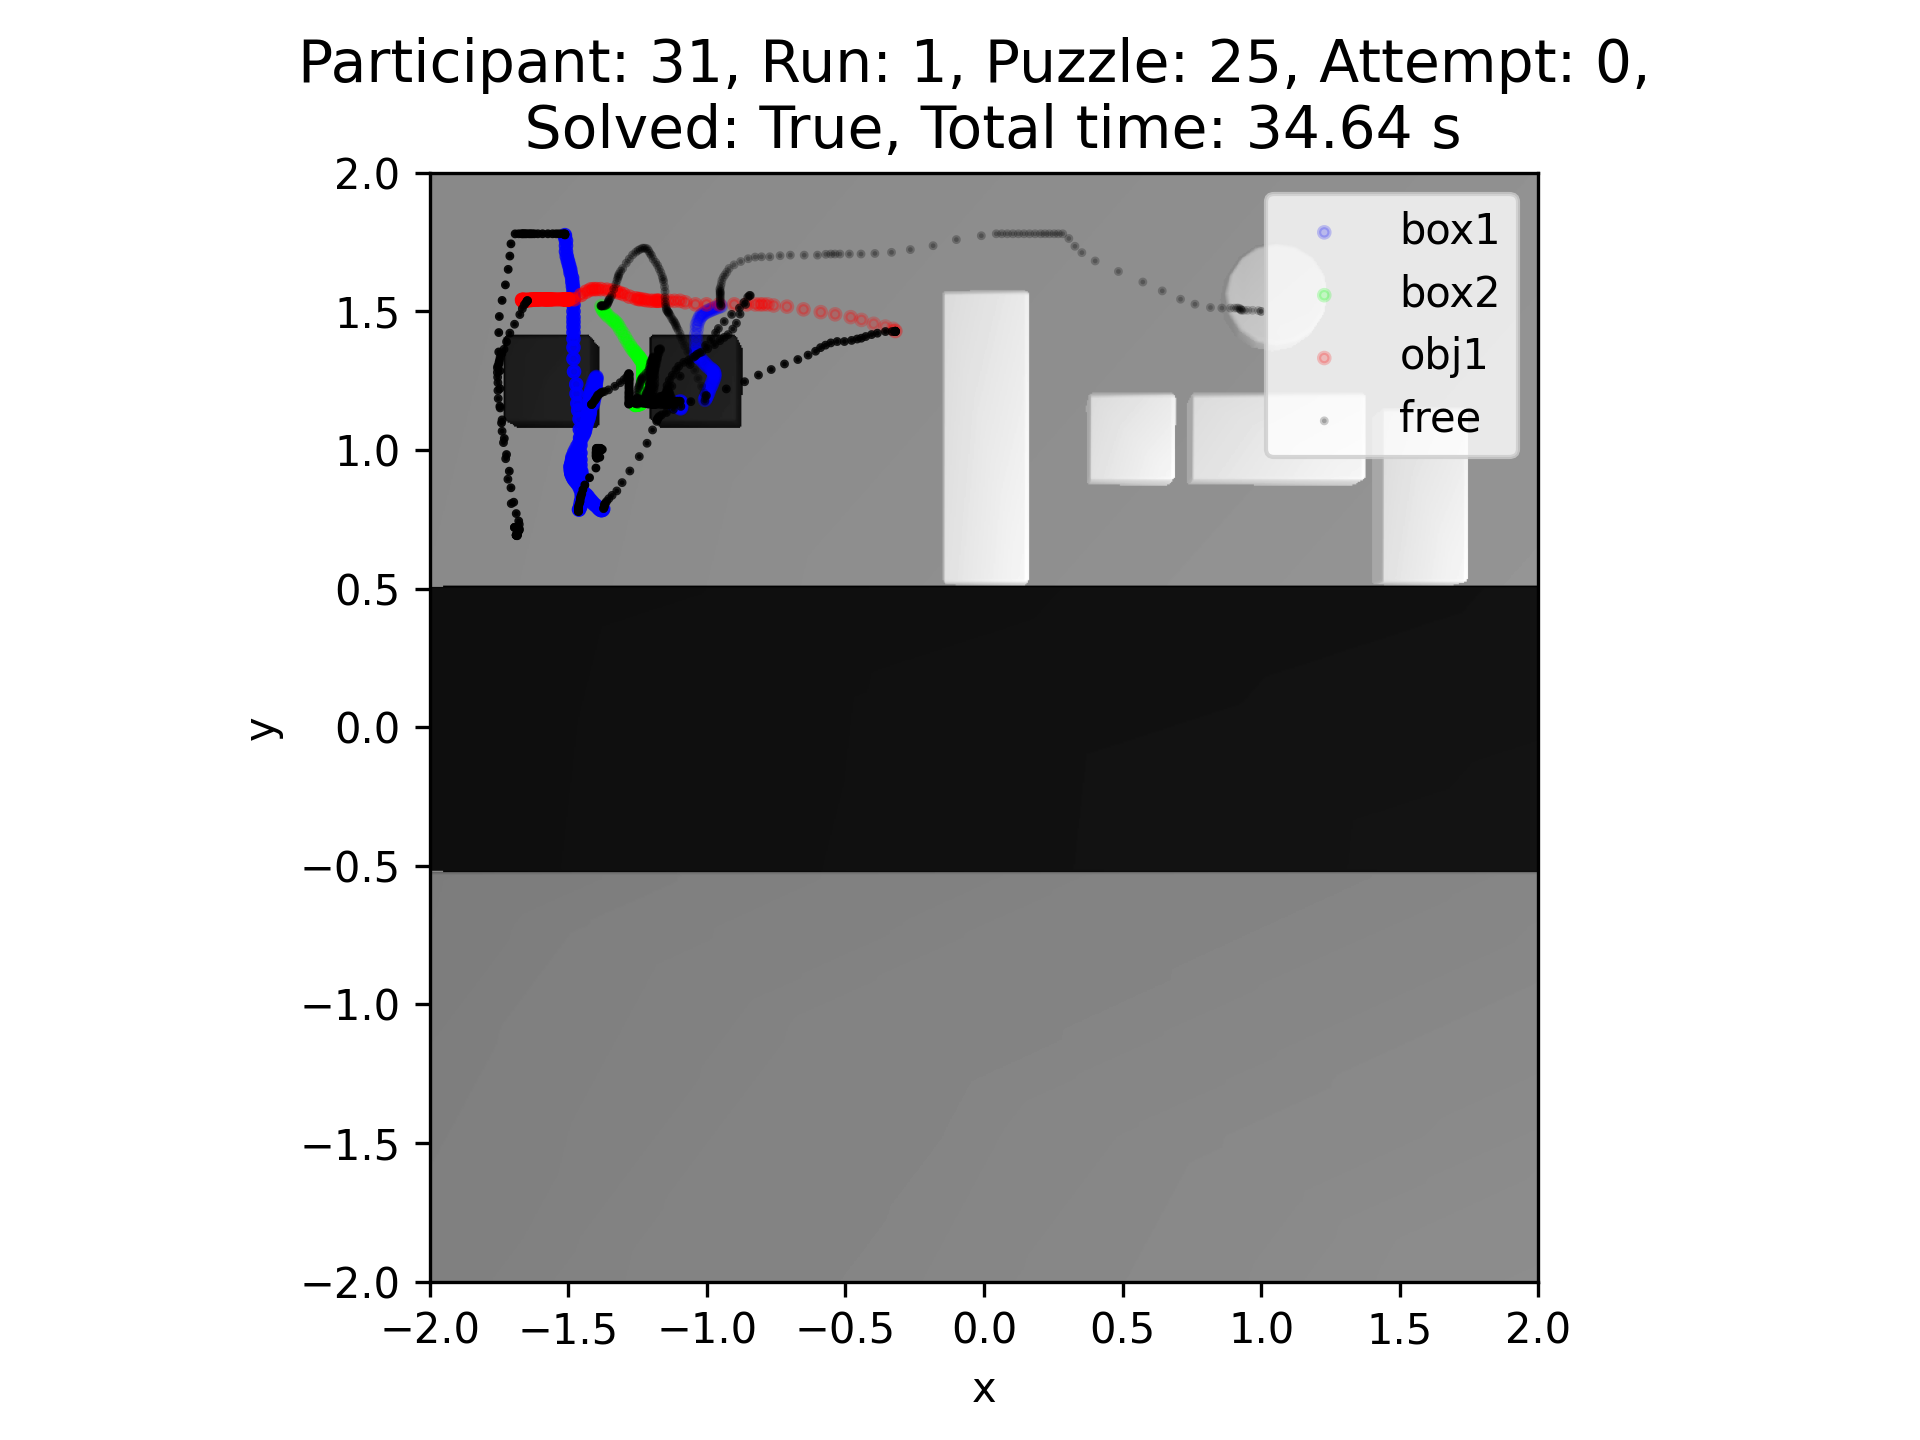 Participant: 31, Run: 1, Puzzle: 25, Attempt: 0,
Solved: True, Total time: 34.64 s
2.0
1.5
1.0
0.5
0.0
−0.5
−1.0
−1.5
−2.0
y
box1
box2
obj1
free
−2.0 −1.5 −1.0 −0.5 0.0 0.5 1.0 1.5 2.0
x